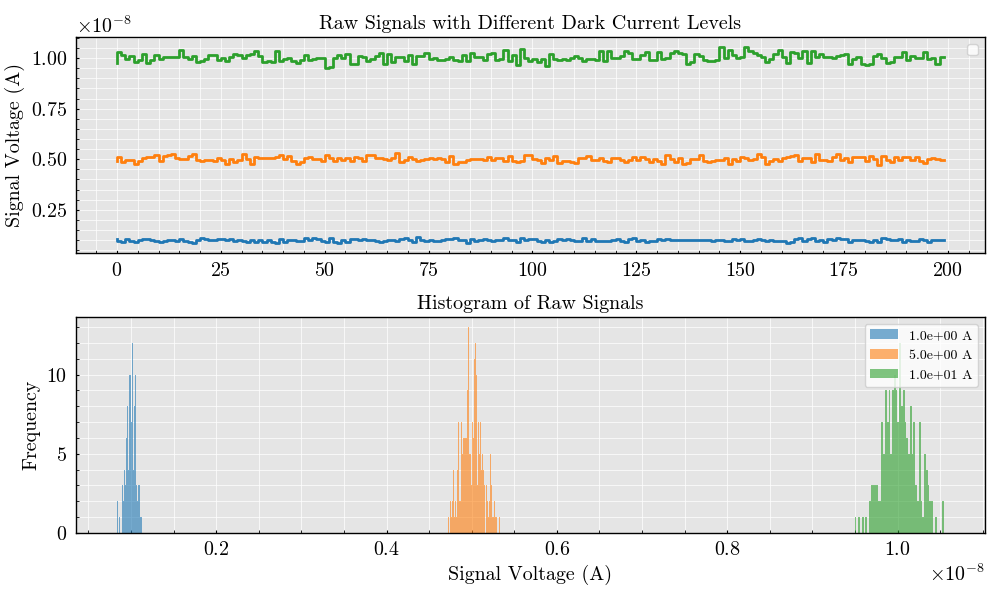 Raw Signals with Different Dark Current Levels
×10⁻⁸
Signal Voltage (A)
1.00
0.75
0.50
0.25
0 25 50 75 100 125 150 175 200
Histogram of Raw Signals
Frequency
10
5
0
1.0e+00 A
5.0e+00 A
1.0e+01 A
0.2 0.4 0.6 0.8 1.0
Signal Voltage (A)
×10⁻⁸